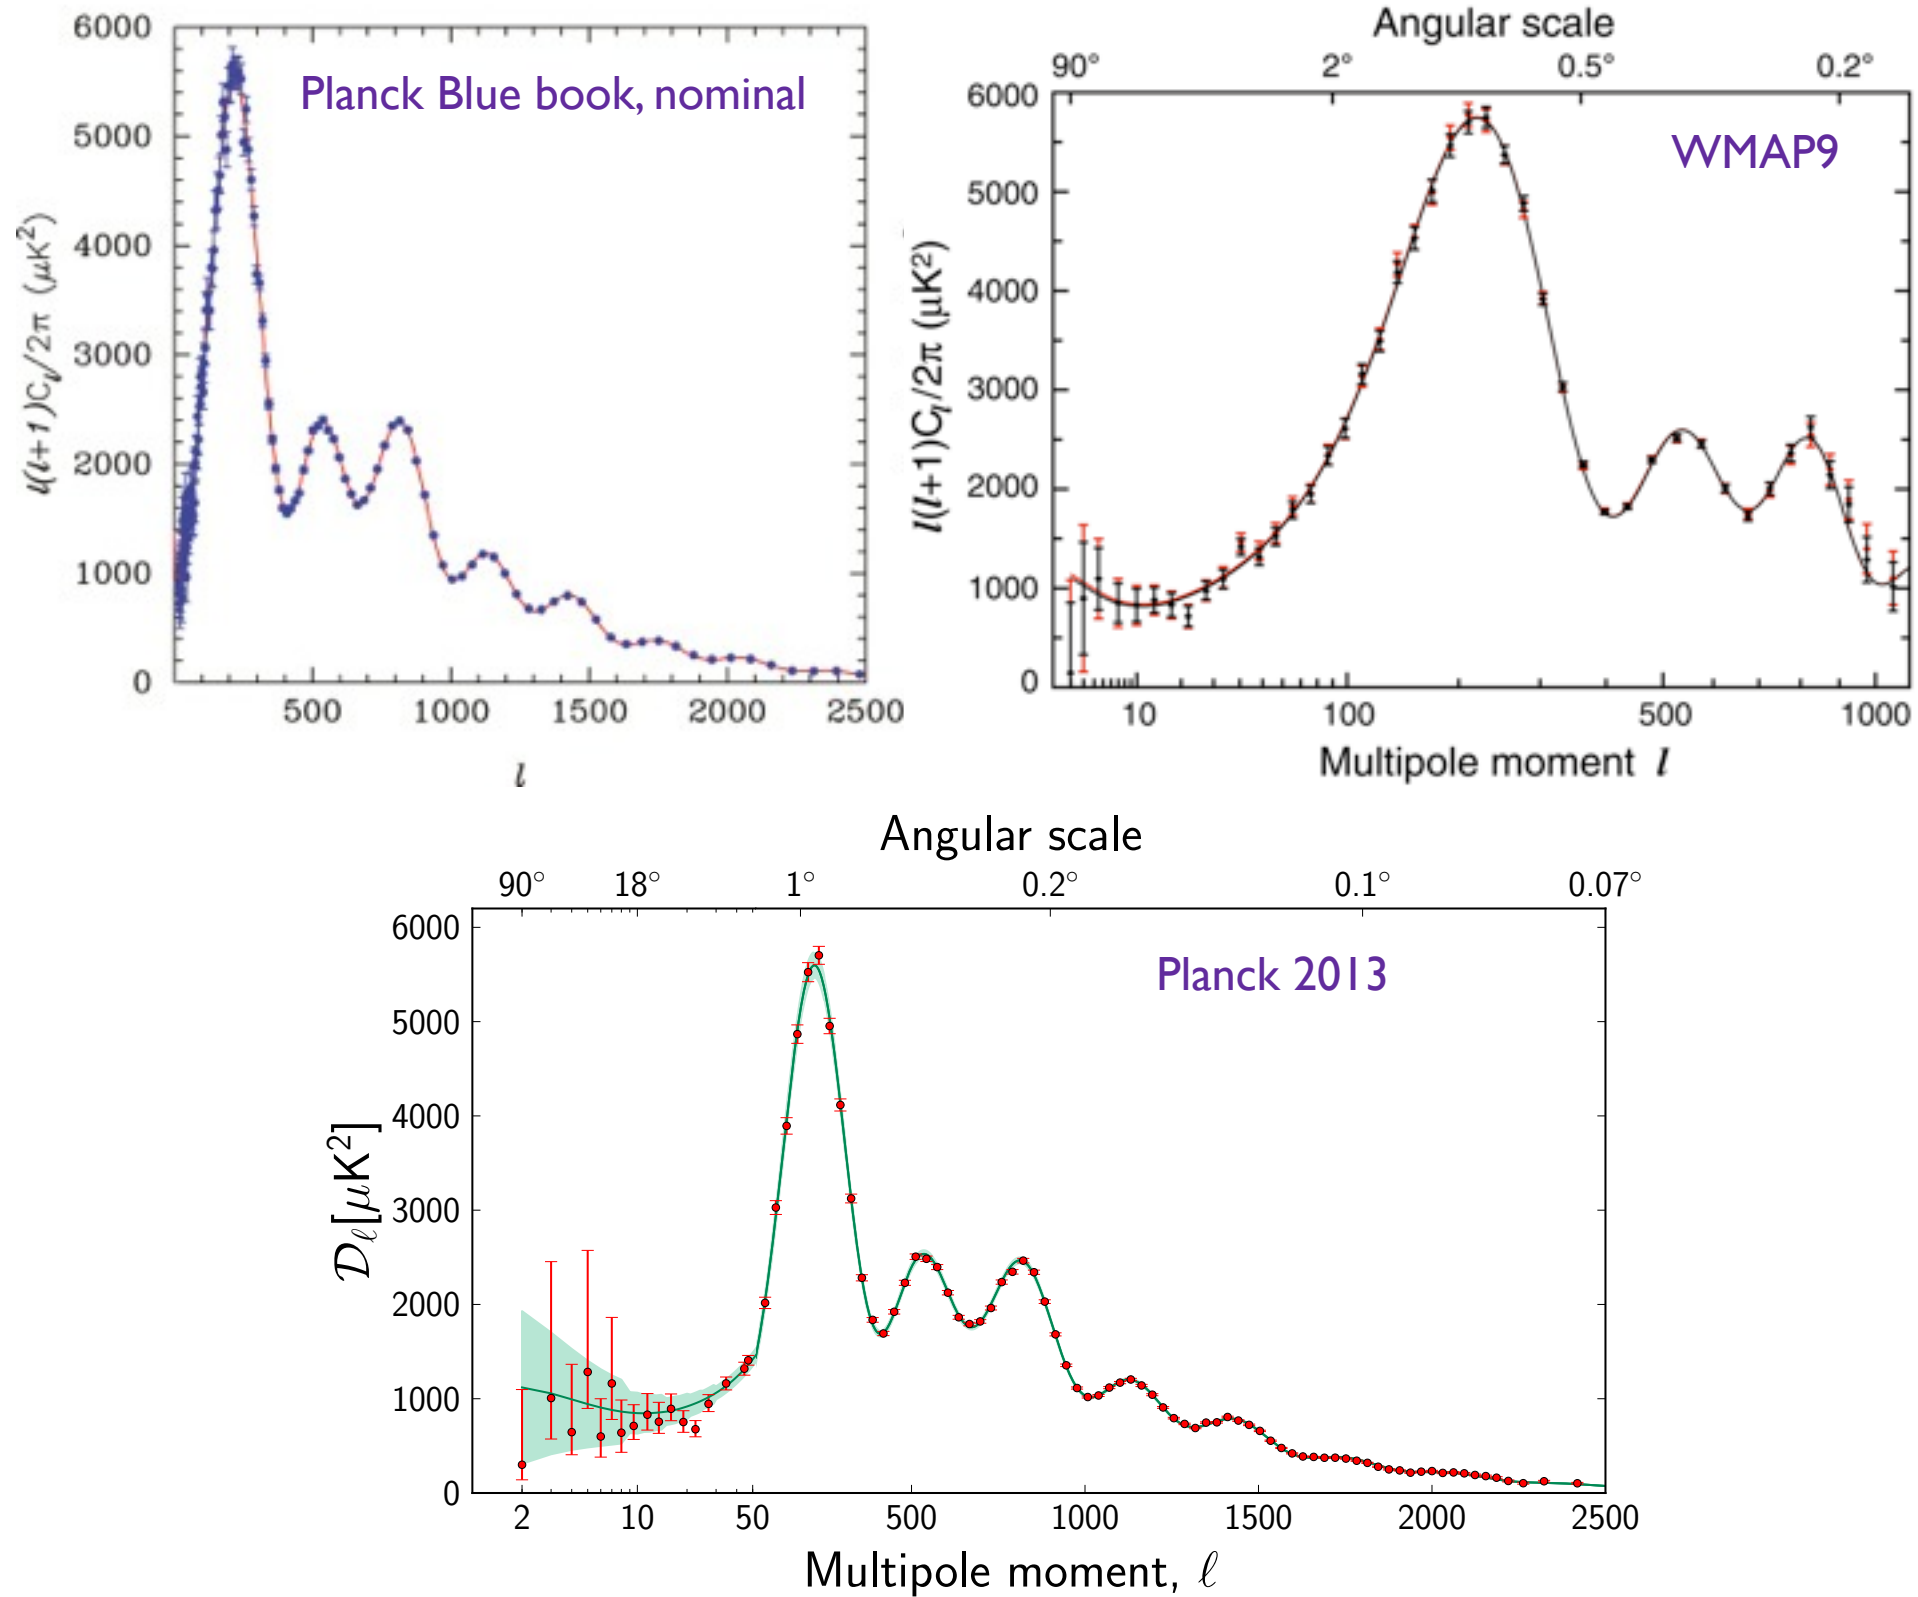 Planck Blue book, nominal
6000
5000
4000
3000
2000
1000
0
l(l+1)Cl/2π (μK²)
500 1000 1500 2000 2500
l
Angular scale
90° 2° 0.5° 0.2°
WMAP9
6000
5000
4000
3000
2000
1000
0
l(l+1)Cl/2π (μK²)
10 100 500 1000
Multipole moment l
Angular scale
90° 18° 1° 0.2° 0.1° 0.07°
Planck 2013
6000
5000
4000
3000
2000
1000
0
𝒟ℓ[μK²]
2 10 50 500 1000 1500 2000 2500
Multipole moment, ℓ